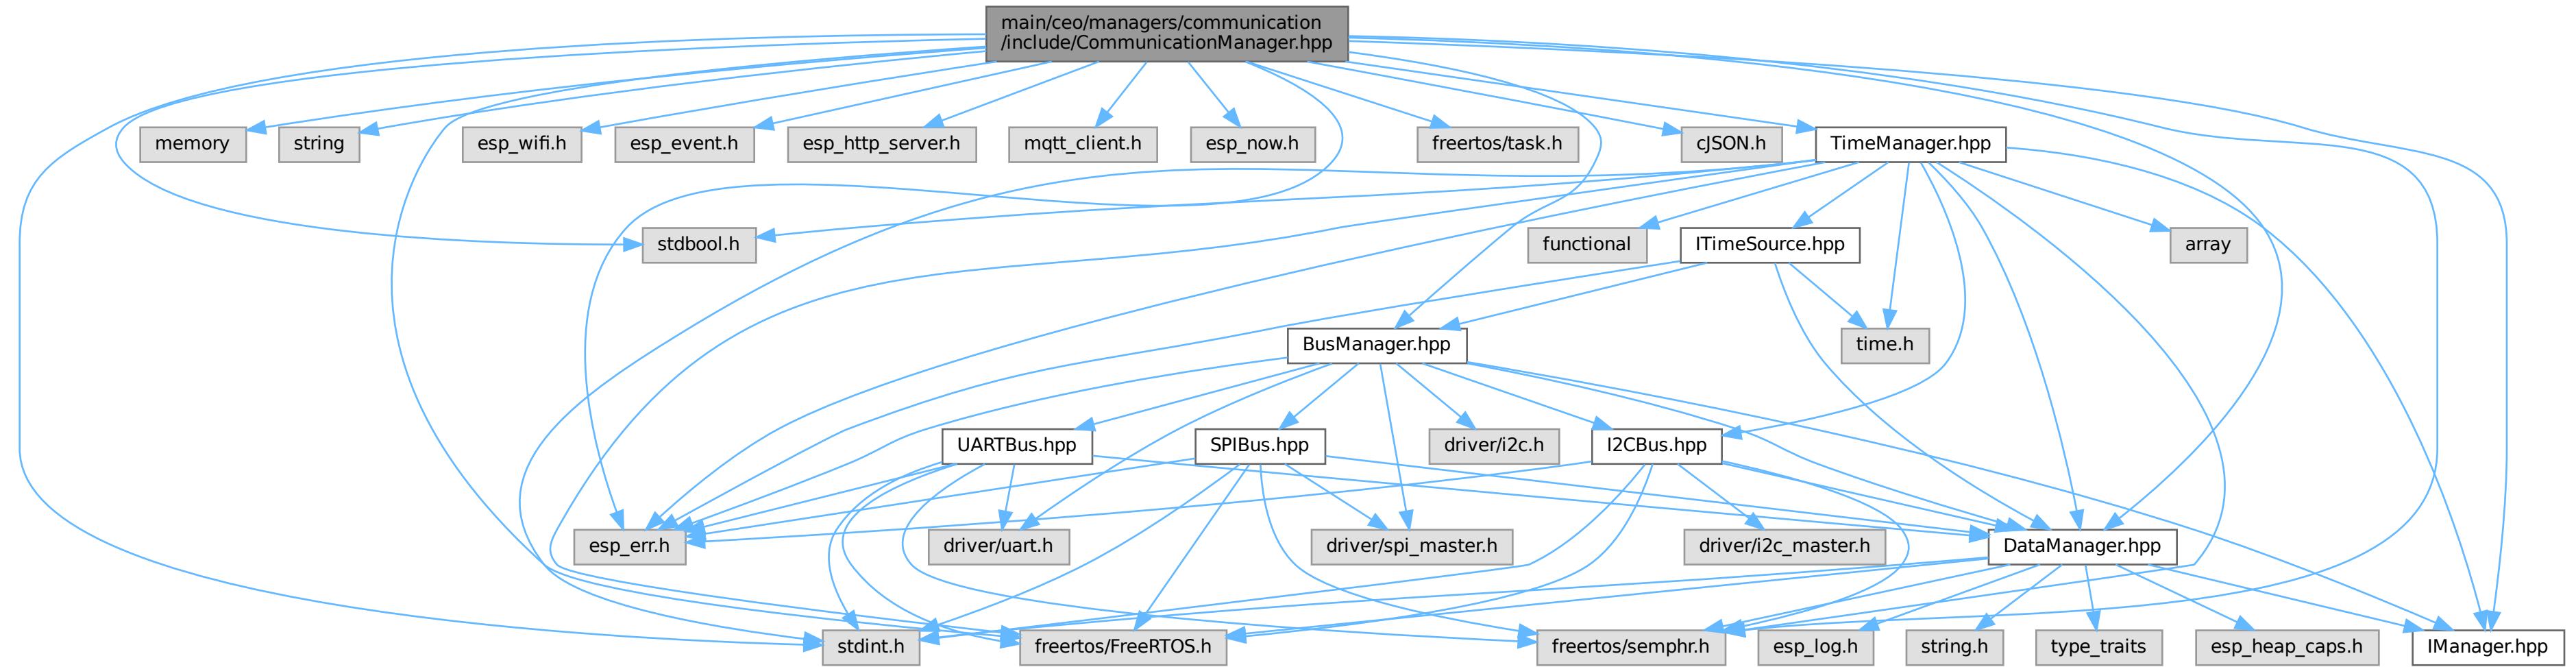 main/ceo/managers/communication
/include/CommunicationManager.hpp
memory
string
esp_wifi.h
esp_event.h
esp_http_server.h
mqtt_client.h
esp_now.h
freertos/task.h
cJSON.h
TimeManager.hpp
stdbool.h
functional
ITimeSource.hpp
array
BusManager.hpp
time.h
UARTBus.hpp
SPIBus.hpp
driver/i2c.h
I2CBus.hpp
esp_err.h
driver/uart.h
driver/spi_master.h
driver/i2c_master.h
DataManager.hpp
stdint.h
freertos/FreeRTOS.h
freertos/semphr.h
esp_log.h
string.h
type_traits
esp_heap_caps.h
IManager.hpp